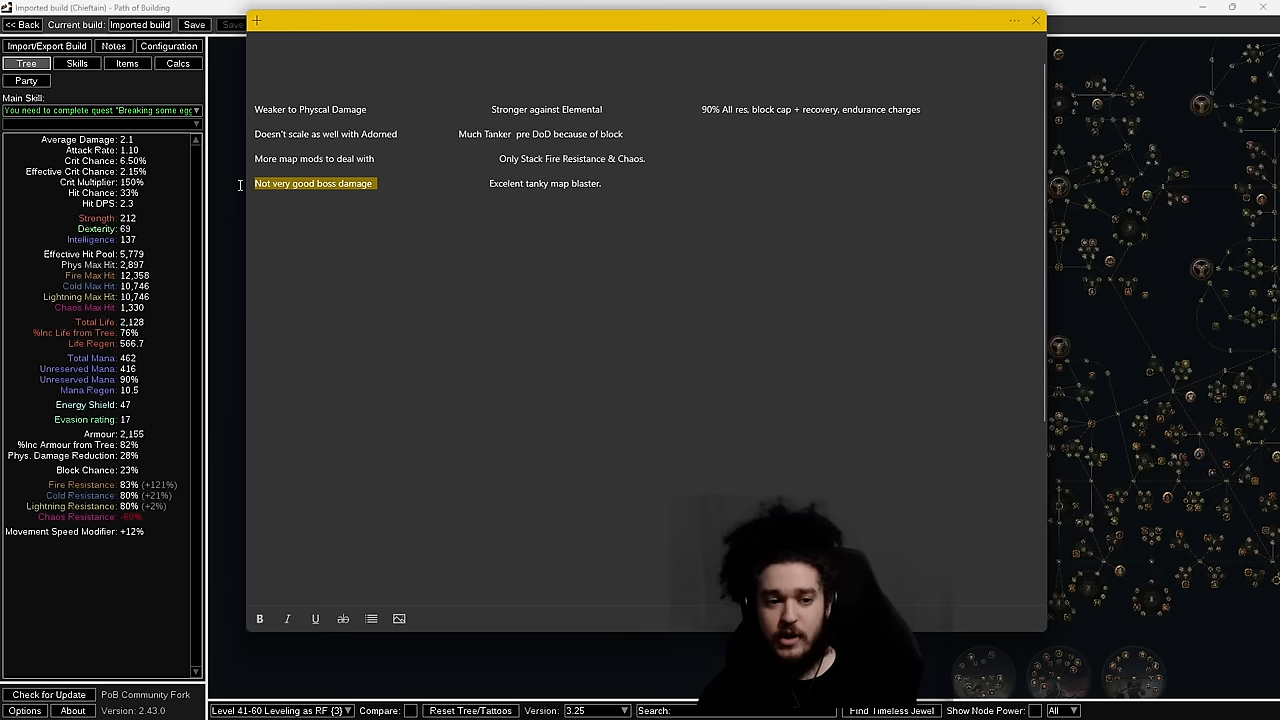 Imported build (Chieftain) - Path of Building
<< Back Current build: Imported build Save Save
Import/Export Build Notes Configuration
Tree Skills Items Calcs
Party
Main Skill:
You need to complete quest "Breaking some egg
Average Damage: 2.1
Attack Rate: 1.10
Crit Chance: 6.50%
Effective Crit Chance: 2.15%
Crit Multiplier: 150%
Hit Chance: 33%
Hit DPS: 2.3
Strength: 212
Dexterity: 69
Intelligence: 137
Effective Hit Pool: 5,779
Phys Max Hit: 2,897
Fire Max Hit: 12,358
Cold Max Hit: 10,746
Lightning Max Hit: 10,746
Chaos Max Hit: 1,330
Total Life: 2,128
%Inc Life from Tree: 76%
Life Regen: 566.7
Total Mana: 462
Unreserved Mana: 416
Unreserved Mana: 90%
Mana Regen: 10.5
Energy Shield: 47
Evasion rating: 17
Armour: 2,155
%Inc Armour from Tree: 82%
Phys. Damage Reduction: 28%
Block Chance: 23%
Fire Resistance: 83% (+121%)
Cold Resistance: 80% (+21%)
Lightning Resistance: 80% (+2%)
Chaos Resistance: -60%
Movement Speed Modifier: +12%
Check for Update PoB Community Fork
Options About Version: 2.43.0
Weaker to Physcal Damage Stronger against Elemental 90% All res, block cap + recovery, endurance charges
Doesn't scale as well with Adorned Much Tanker pre DoD because of block
More map mods to deal with Only Stack Fire Resistance & Chaos.
Not very good boss damage Excelent tanky map blaster.
B I U ab
Level 41-60 Leveling as RF {3} Compare: Reset Tree/Tattoos Version: 3.25 Search: Find Timeless Jewel Show Node Power: All